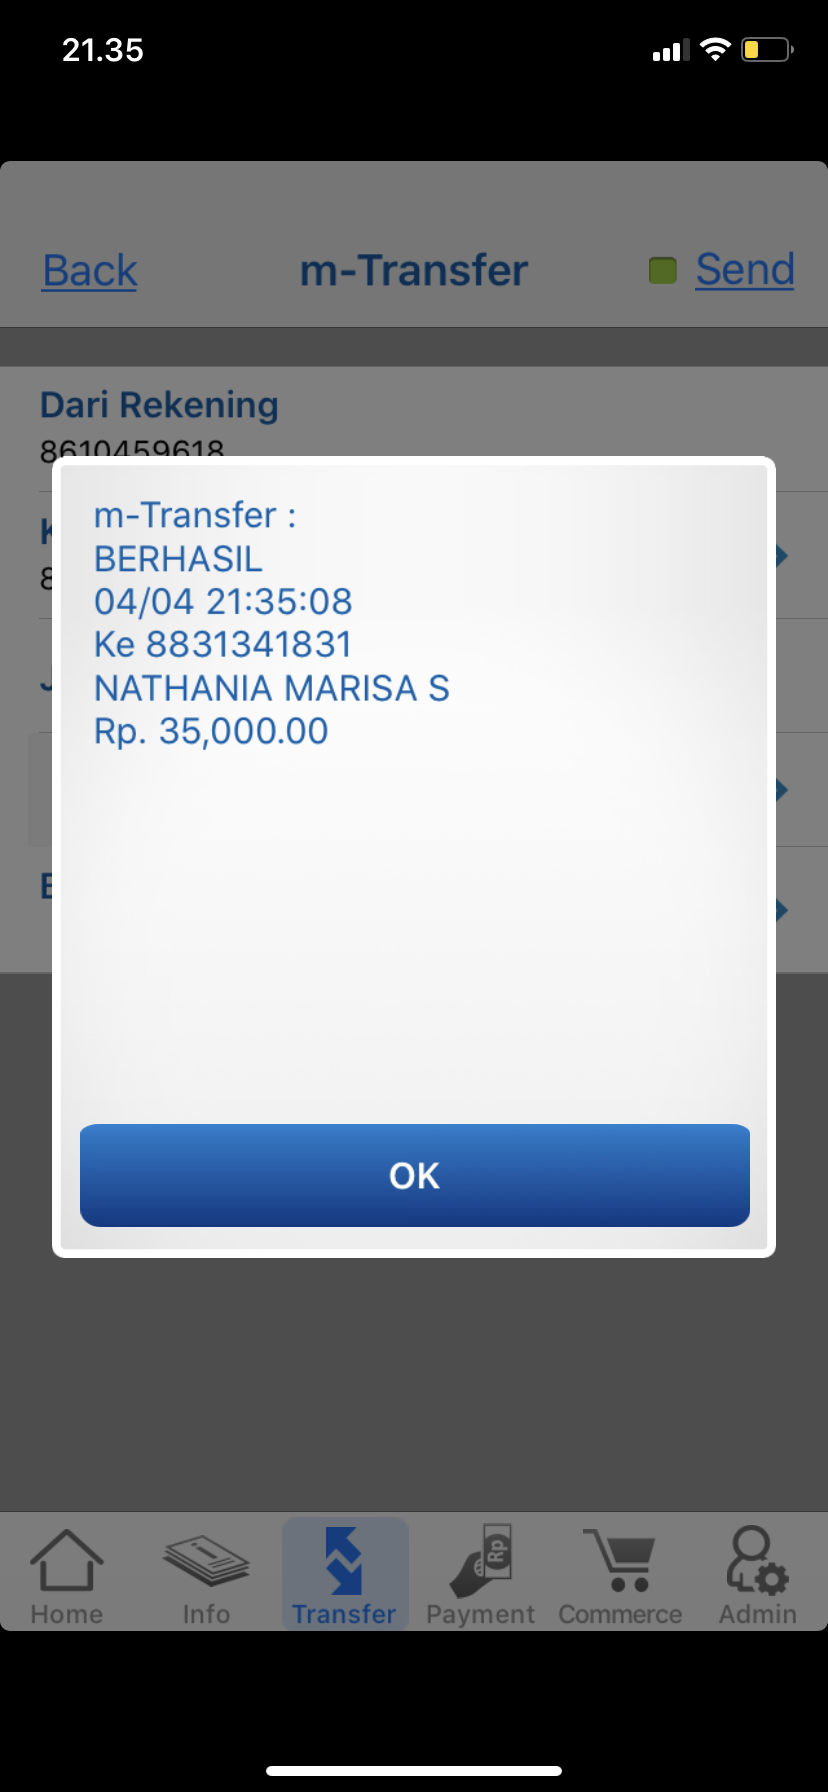 21.35
Back
m-Transfer
Send
Dari Rekening
8610459618
m-Transfer :
BERHASIL
04/04 21:35:08
Ke 8831341831
NATHANIA MARISA S
Rp. 35,000.00
OK
Rp
Home
Info
Transfer
Payment
Commerce
Admin